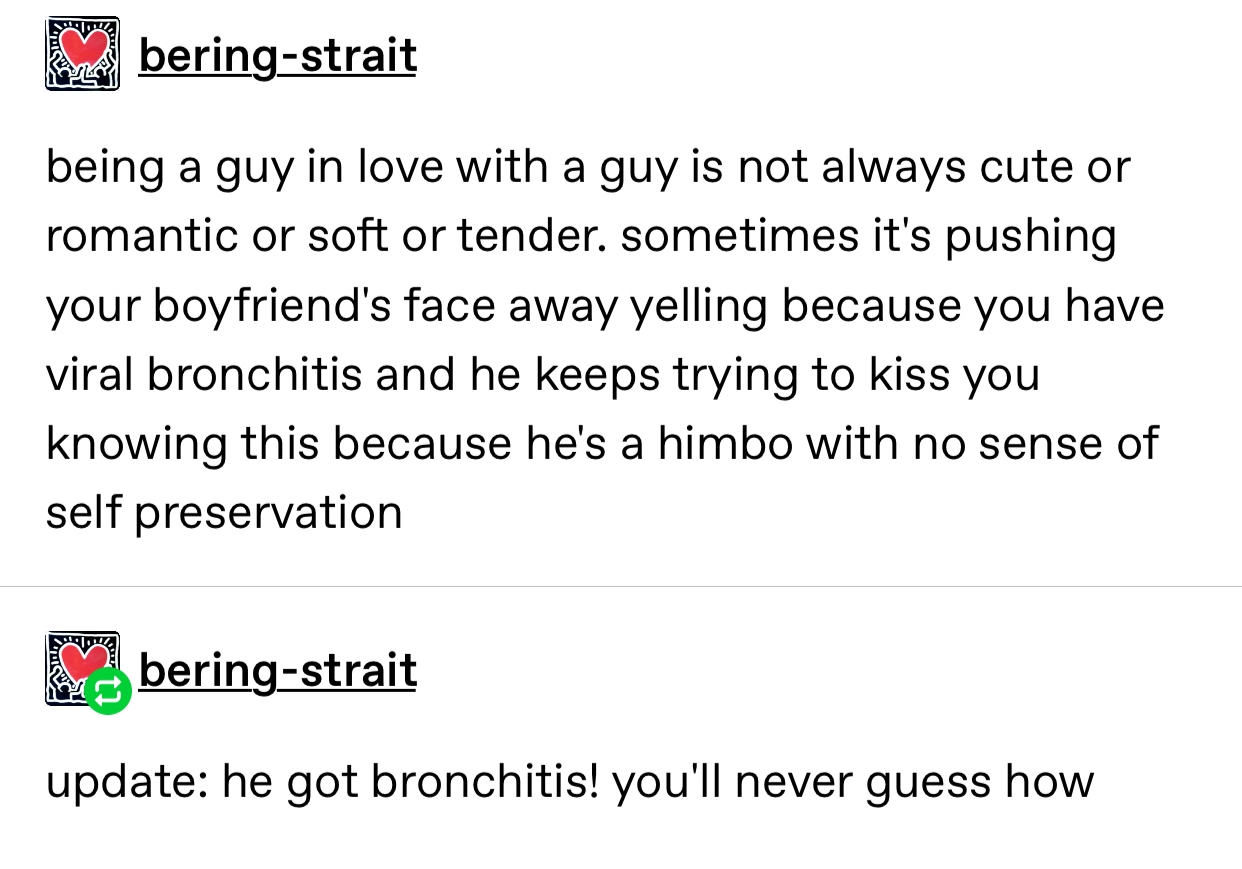 bering-strait
being a guy in love with a guy is not always cute or
romantic or soft or tender. sometimes it's pushing
your boyfriend's face away yelling because you have
viral bronchitis and he keeps trying to kiss you
knowing this because he's a himbo with no sense of
self preservation
bering-strait
update: he got bronchitis! you'll never guess how